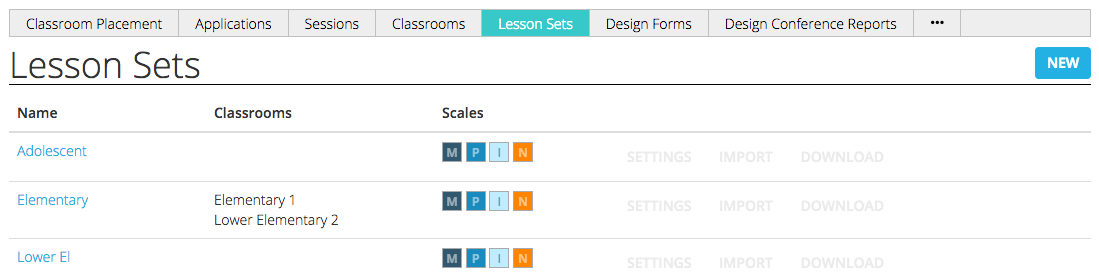 Classroom Placement Applications Sessions Classrooms Lesson Sets Design Forms Design Conference Reports •••
Lesson Sets NEW
Name Classrooms Scales
Adolescent M P I N SETTINGS IMPORT DOWNLOAD
Elementary Elementary 1 M P I N SETTINGS IMPORT DOWNLOAD
Lower Elementary 2
Lower El M P I N SETTINGS IMPORT DOWNLOAD